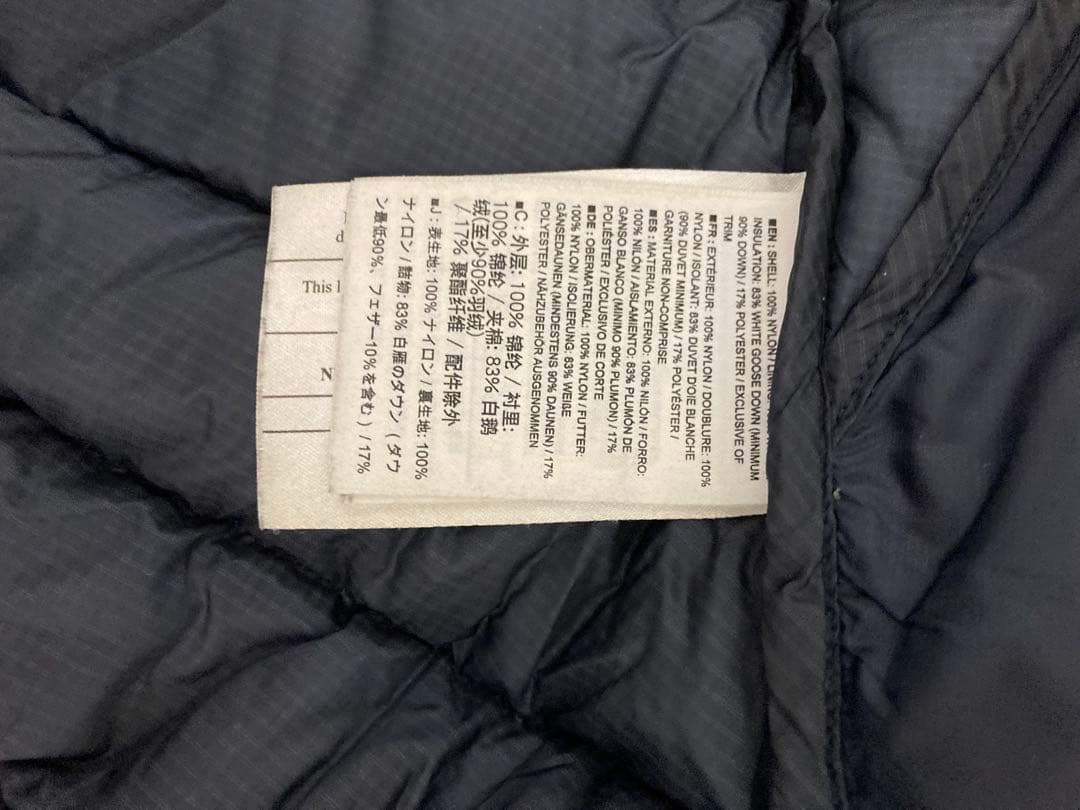 ■EN: SHELL: 100% NYLON / LINING:
INSULATION: 83% WHITE GOOSE DOWN (MINIMUM
90% DOWN) / 17% POLYESTER / EXCLUSIVE OF
TRIM
■FR: EXTÉRIEUR: 100% NYLON / DOUBLURE: 100%
NYLON / ISOLANT: 83% DUVET D'OIE BLANCHE
(90% DUVET MINIMUM) / 17% POLYESTER /
GARNITURE NON-COMPRISE
■ES: MATERIAL EXTERNO: 100% NILÓN / FORRO:
100% NILÓN / AISLAMIENTO: 83% PLUMÓN DE
GANSO BLANCO (MÍNIMO 90% PLUMÓN) / 17%
POLIÉSTER / EXCLUSIVO DE CORTE
■DE: OBERMATERIAL: 100% NYLON / FUTTER:
100% NYLON / ISOLIERUNG: 83% WEIßE
GÄNSEDAUNEN (MINDESTENS 90% DAUNEN) / 17%
POLYESTER / NÄHZUBEHÖR AUSGENOMMEN
■C: 外层: 100% 锦纶 / 衬里:
100% 锦纶 / 夹棉: 83% 白鹅
绒(至少90%羽绒)
/ 17% 聚酯纤维 / 配件除外
■J: 表生地: 100% ナイロン / 裏生地: 100%
ナイロン / 詰物: 83% 白雁のダウン (ダウ
ン最低90%、フェザー10%を含む) / 17%
This
N